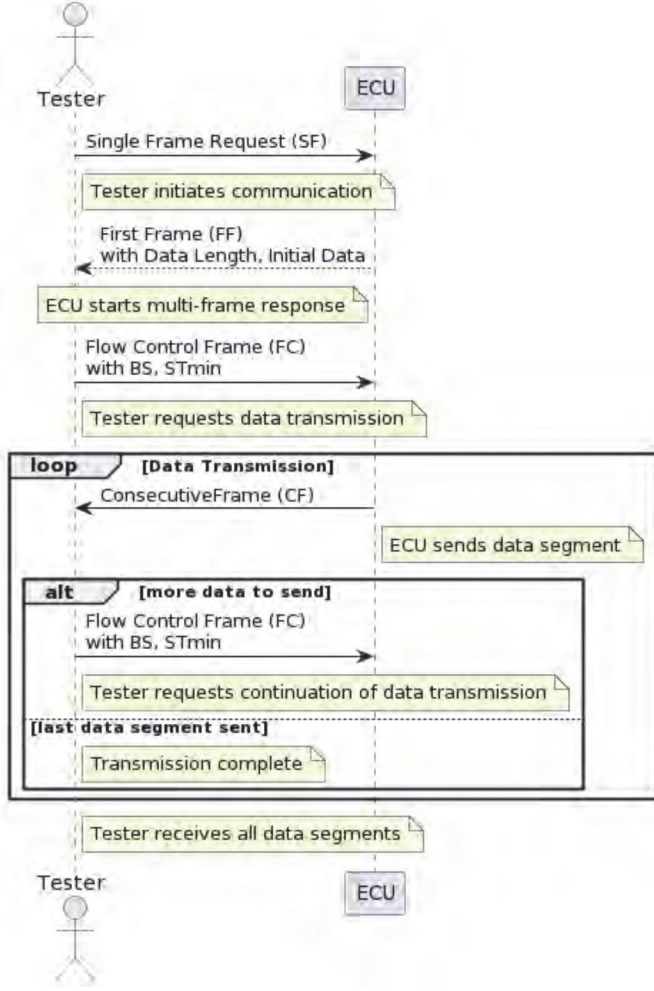 Tester
ECU
Single Frame Request (SF)
Tester initiates communication
First Frame (FF)
with Data Length, Initial Data
ECU starts multi-frame response
Flow Control Frame (FC)
with BS, STmin
Tester requests data transmission
loop [Data Transmission]
ConsecutiveFrame (CF)
ECU sends data segment
alt [more data to send]
Flow Control Frame (FC)
with BS, STmin
Tester requests continuation of data transmission
[last data segment sent]
Transmission complete
Tester receives all data segments
Tester
ECU